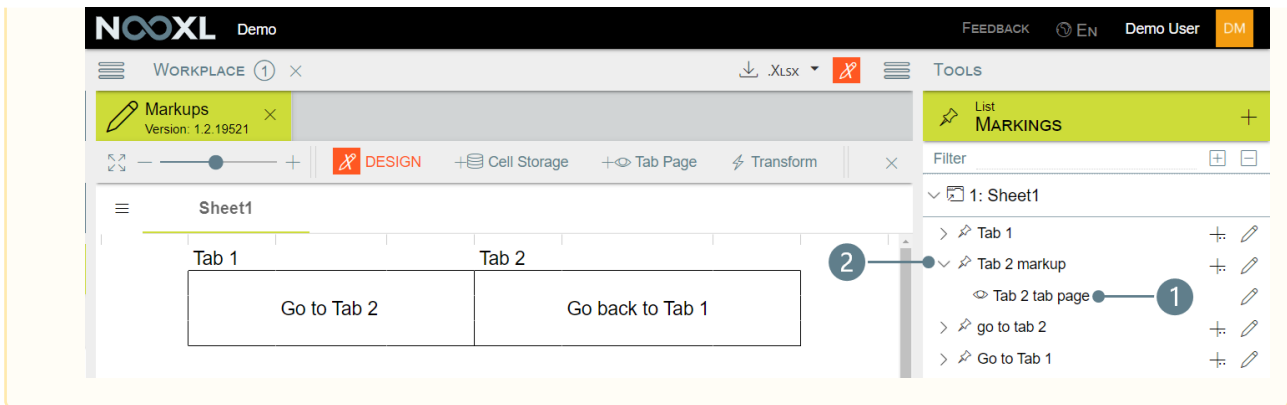 NOOXL Demo FEEDBACK EN Demo User DM
WORKPLACE 1 .XLSX TOOLS
Markups
Version: 1.2.19521
List
MARKINGS
DESIGN Cell Storage Tab Page Transform
Filter
Sheet1
1: Sheet1
Tab 1
Tab 1 Tab 2
2 Tab 2 markup
Tab 2 tab page 1
Go to Tab 2 Go back to Tab 1
go to tab 2
Go to Tab 1